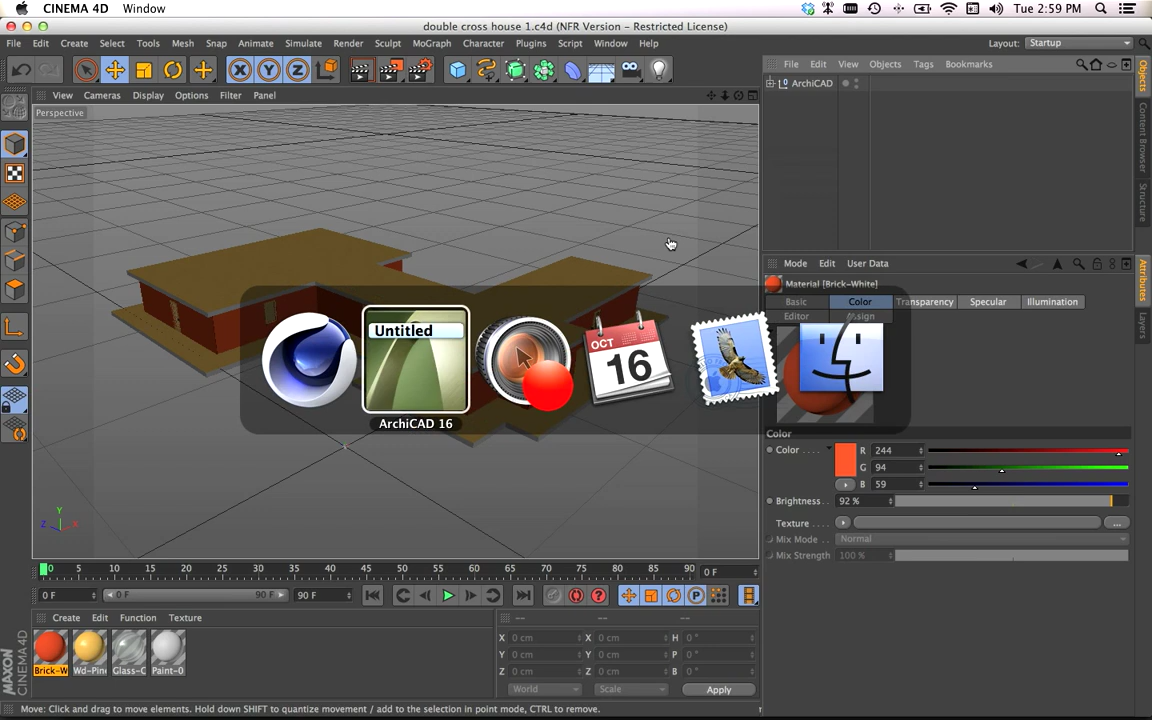 CINEMA 4D Window Tue 2:59 PM
double cross house 1.c4d (NFR Version - Restricted License)
File Edit Create Select Tools Mesh Snap Animate Simulate Render Sculpt MoGraph Character Plugins Script Window Help Layout: Startup
View Cameras Display Options Filter Panel
File Edit View Objects Tags Bookmarks
ArchiCAD
Perspective
Objects
Content Browser
Structure
Attributes
Layers
Mode Edit User Data
Material [Brick-White]
Basic Color Transparency Specular Illumination
Editor Assign
Untitled
OCT
16
ArchiCAD 16
Color
Color . . . . R 244
G 94
B 59
Brightness . . 92 %
Texture . . . . ...
Mix Mode . . Normal
Mix Strength 100 %
Y
Z X
0 5 10 15 20 25 30 35 40 45 50 55 60 65 70 75 80 85 90 0 F
0 F 0 F 90 F 90 F
Create Edit Function Texture
-- -- --
X 0 cm X 0 cm H 0 °
Y 0 cm Y 0 cm P 0 °
Z 0 cm Z 0 cm B 0 °
World Scale Apply
Brick-W Wd-Pine Glass-C Paint-0
MAXON CINEMA 4D
Move: Click and drag to move elements. Hold down SHIFT to quantize movement / add to the selection in point mode, CTRL to remove.